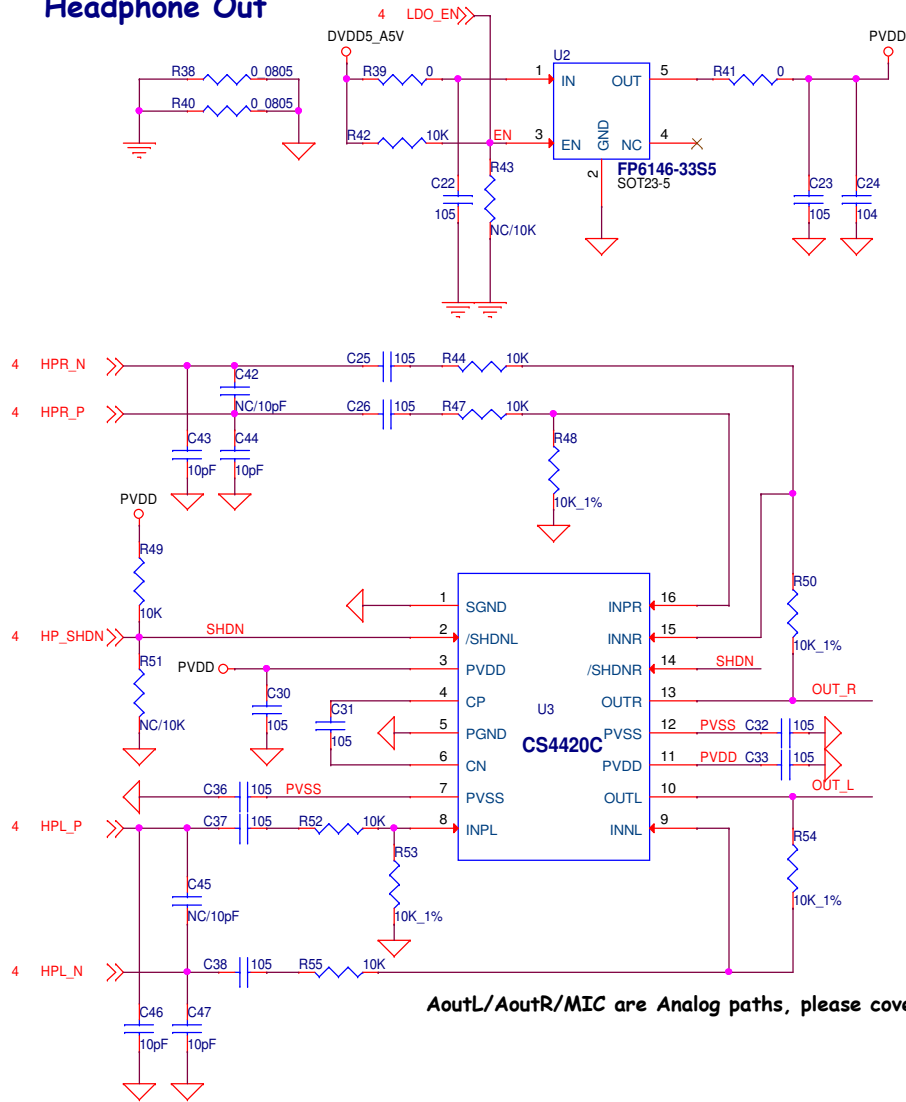 Headphone Out
4 LDO_EN
DVDD5_A5V
PVDD
U2
R38 0_0805
R39 0
1 IN
OUT 5
R41 0
R40 0_0805
R42 10K
EN
3 EN
GND
2
NC 4
FP6146-33S5
SOT23-5
R43
NC/10K
C22
105
C23
105
C24
104
4 HPR_N
C25 105
R44 10K
C42
NC/10pF
4 HPR_P
C26 105
R47 10K
C43
10pF
C44
10pF
R48
10K_1%
PVDD
R49
10K
R50
10K_1%
1 SGND
INPR 16
4 HP_SHDN
SHDN
2 /SHDNL
INNR 15
R51
NC/10K
PVDD
3 PVDD
/SHDNR 14
SHDN
C30
105
C31
105
4 CP
OUTR 13
OUT_R
U3
CS4420C
5 PGND
PVSS 12
PVSS C32 105
6 CN
PVDD 11
PVDD C33 105
C36 105 PVSS
7 PVSS
OUTL 10
OUT_L
4 HPL_P
C37 105
R52 10K
8 INPL
INNL 9
R53
10K_1%
R54
10K_1%
C45
NC/10pF
4 HPL_N
C38 105
R55 10K
C46
10pF
C47
10pF
AoutL/AoutR/MIC are Analog paths, please cove